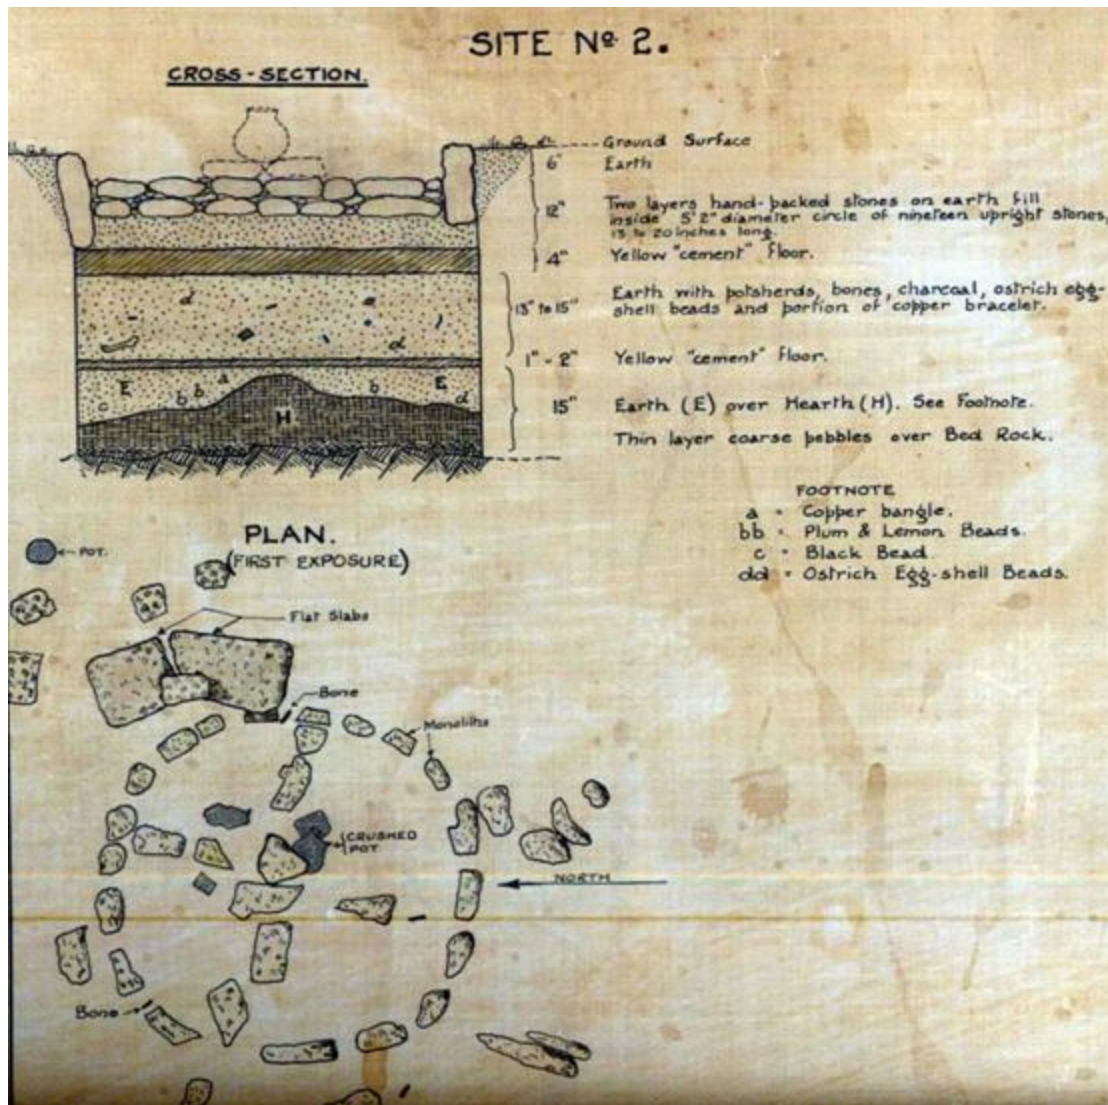 SITE Nº 2.
CROSS-SECTION.
Ground Surface
6" Earth
12" Two layers hand-packed stones on earth fill
inside 5'2" diameter circle of nineteen upright stones,
13 to 20 inches long.
4" Yellow "cement" floor.
13" to 15" Earth with potsherds, bones, charcoal, ostrich egg-
shell beads and portion of copper bracelet.
1" - 2" Yellow "cement" floor.
15" Earth (E) over Hearth (H). See Footnote.
Thin layer coarse pebbles over Bed Rock.
d a
d
E c b b a b E d
H
FOOTNOTE
a = Copper bangle.
bb = Plum & Lemon Beads.
c = Black Bead.
dd = Ostrich Egg-shell Beads.
PLAN.
(FIRST EXPOSURE)
POT.
Flat Slabs
Bone
Monoliths
CRUSHED
POT
NORTH
Bone